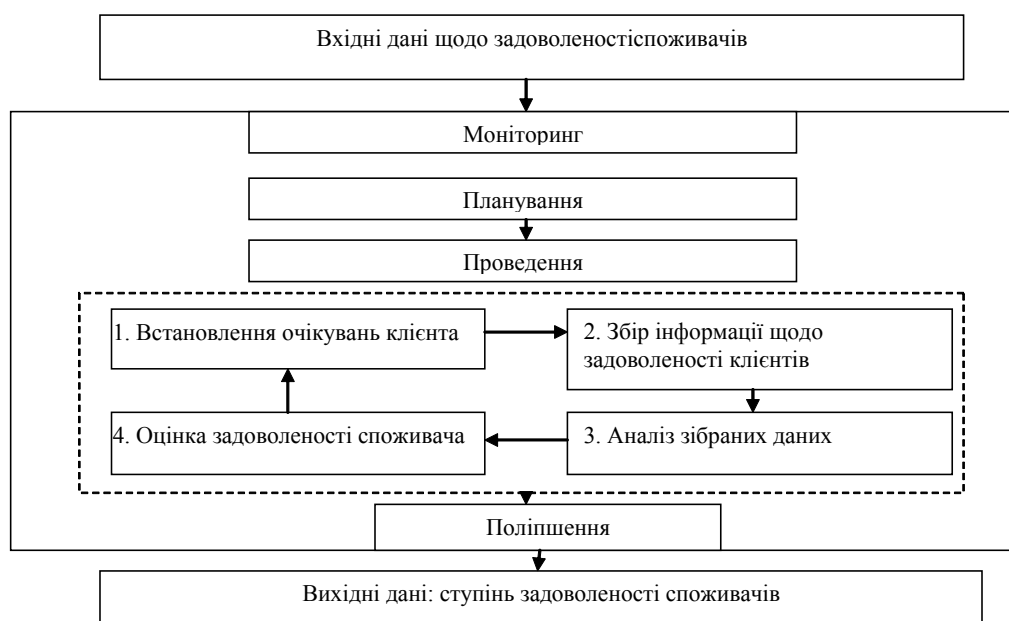 Вхідні дані щодо задоволеностіспоживачів
Моніторинг
Планування
Проведення
1. Встановлення очікувань клієнта
2. Збір інформації щодо
задоволеності клієнтів
4. Оцінка задоволеності споживача
3. Аналіз зібраних даних
Поліпшення
Вихідні дані: ступінь задоволеності споживачів